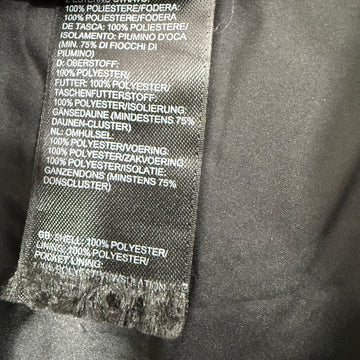 100% POLIESTERE/FODERA:
100% POLIESTERE/FODERA
DE TASCA: 100% POLIESTERE/
ISOLAMENTO: PIUMINO D'OCA
(MIN. 75% DI FIOCCHI DI
PIUMINO)
D: OBERSTOFF:
100% POLYESTER/
FUTTER: 100% POLYESTER/
TASCHENFUTTERSTOFF:
100% POLYESTER/ISOLIERUNG:
GÄNSEDAUNE (MINDESTENS 75%
DAUNEN-CLUSTER)
NL: OMHULSEL:
100% POLYESTER/VOERING:
100% POLYESTER/ZAKVOERING:
100% POLYESTER/ISOLATIE:
GANZENDONS (MINSTENS 75%
DONSCLUSTER)
GB: SHELL: 100% POLYESTER/
LINING: 100% POLYESTER/
POCKET LINING:
100% POLYESTER/INSULATION